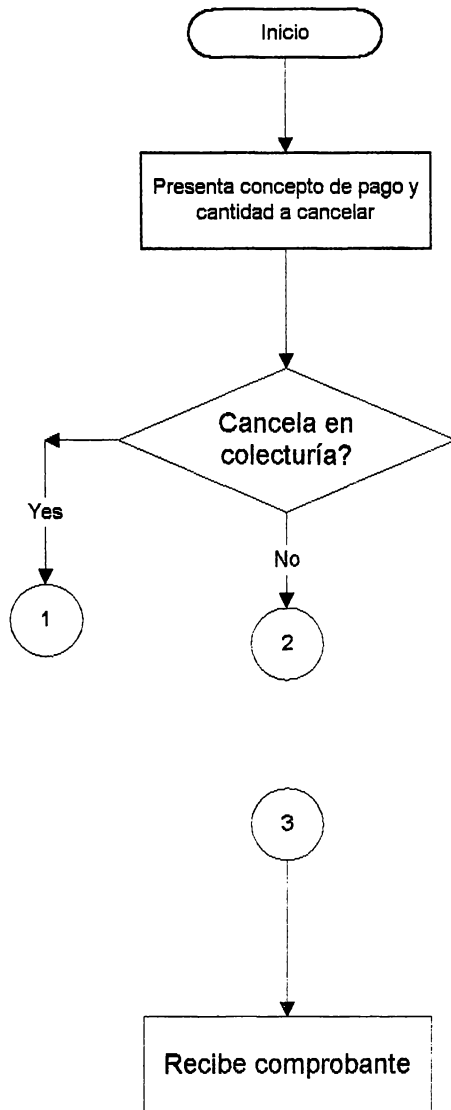 Inicio
Presenta concepto de pago y
cantidad a cancelar
Cancela en
colecturía?
Yes
No
1
2
3
Recibe comprobante